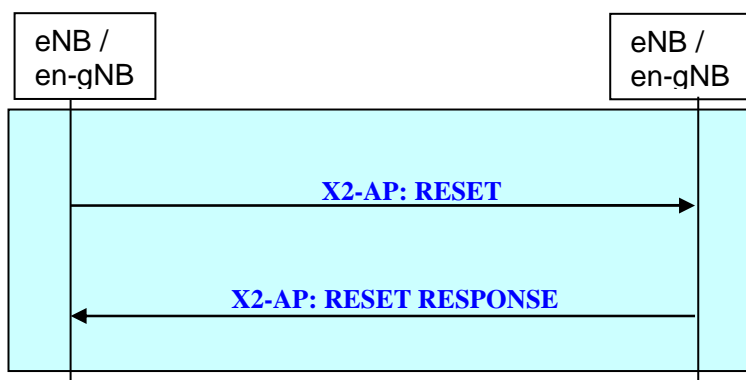 eNB /
en-gNB
eNB /
en-gNB
X2-AP: RESET
X2-AP: RESET RESPONSE